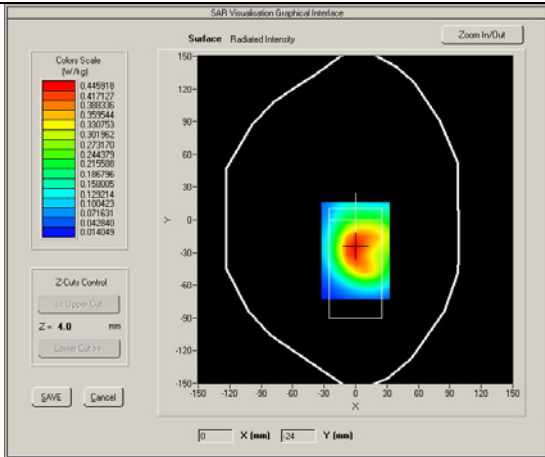 SAR Visualisation Graphical Interface
Surface Radiated Intensity
Zoom In/Out
Colors Scale
(W/kg)
0.445918
0.417127
0.388336
0.359544
0.330753
0.301962
0.273170
0.244379
0.215588
0.186796
0.158005
0.129214
0.100423
0.071631
0.042840
0.014049
Z-Cuts Control
<< Upper Cut
Z = 4.0 mm
Lower Cut >>
SAVE Cancel
150
120
90
60
30
0
-30
-60
-90
-120
-150
Y
-150 -120 -90 -60 -30 0 30 60 90 120 150
X
0 X (mm) -24 Y (mm)